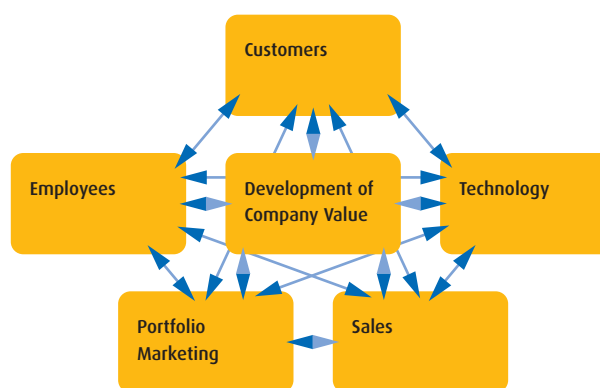 Customers
Employees
Development of
Company Value
Technology
Portfolio
Marketing
Sales